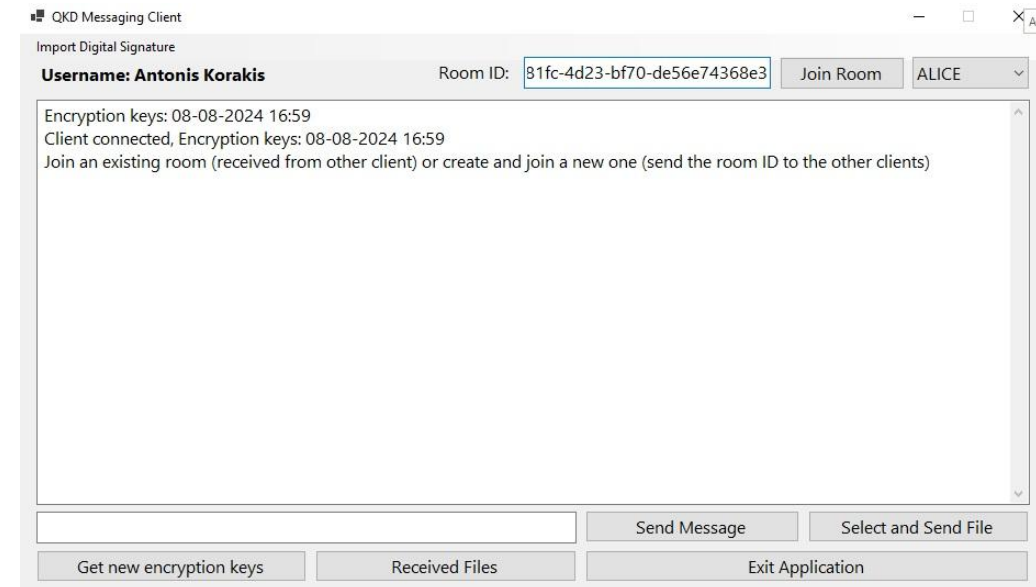 QKD Messaging Client
Import Digital Signature
Username: Antonis Korakis
Room ID: 81fc-4d23-bf70-de56e74368e3 Join Room ALICE
Encryption keys: 08-08-2024 16:59
Client connected, Encryption keys: 08-08-2024 16:59
Join an existing room (received from other client) or create and join a new one (send the room ID to the other clients)
Send Message Select and Send File
Get new encryption keys Received Files Exit Application